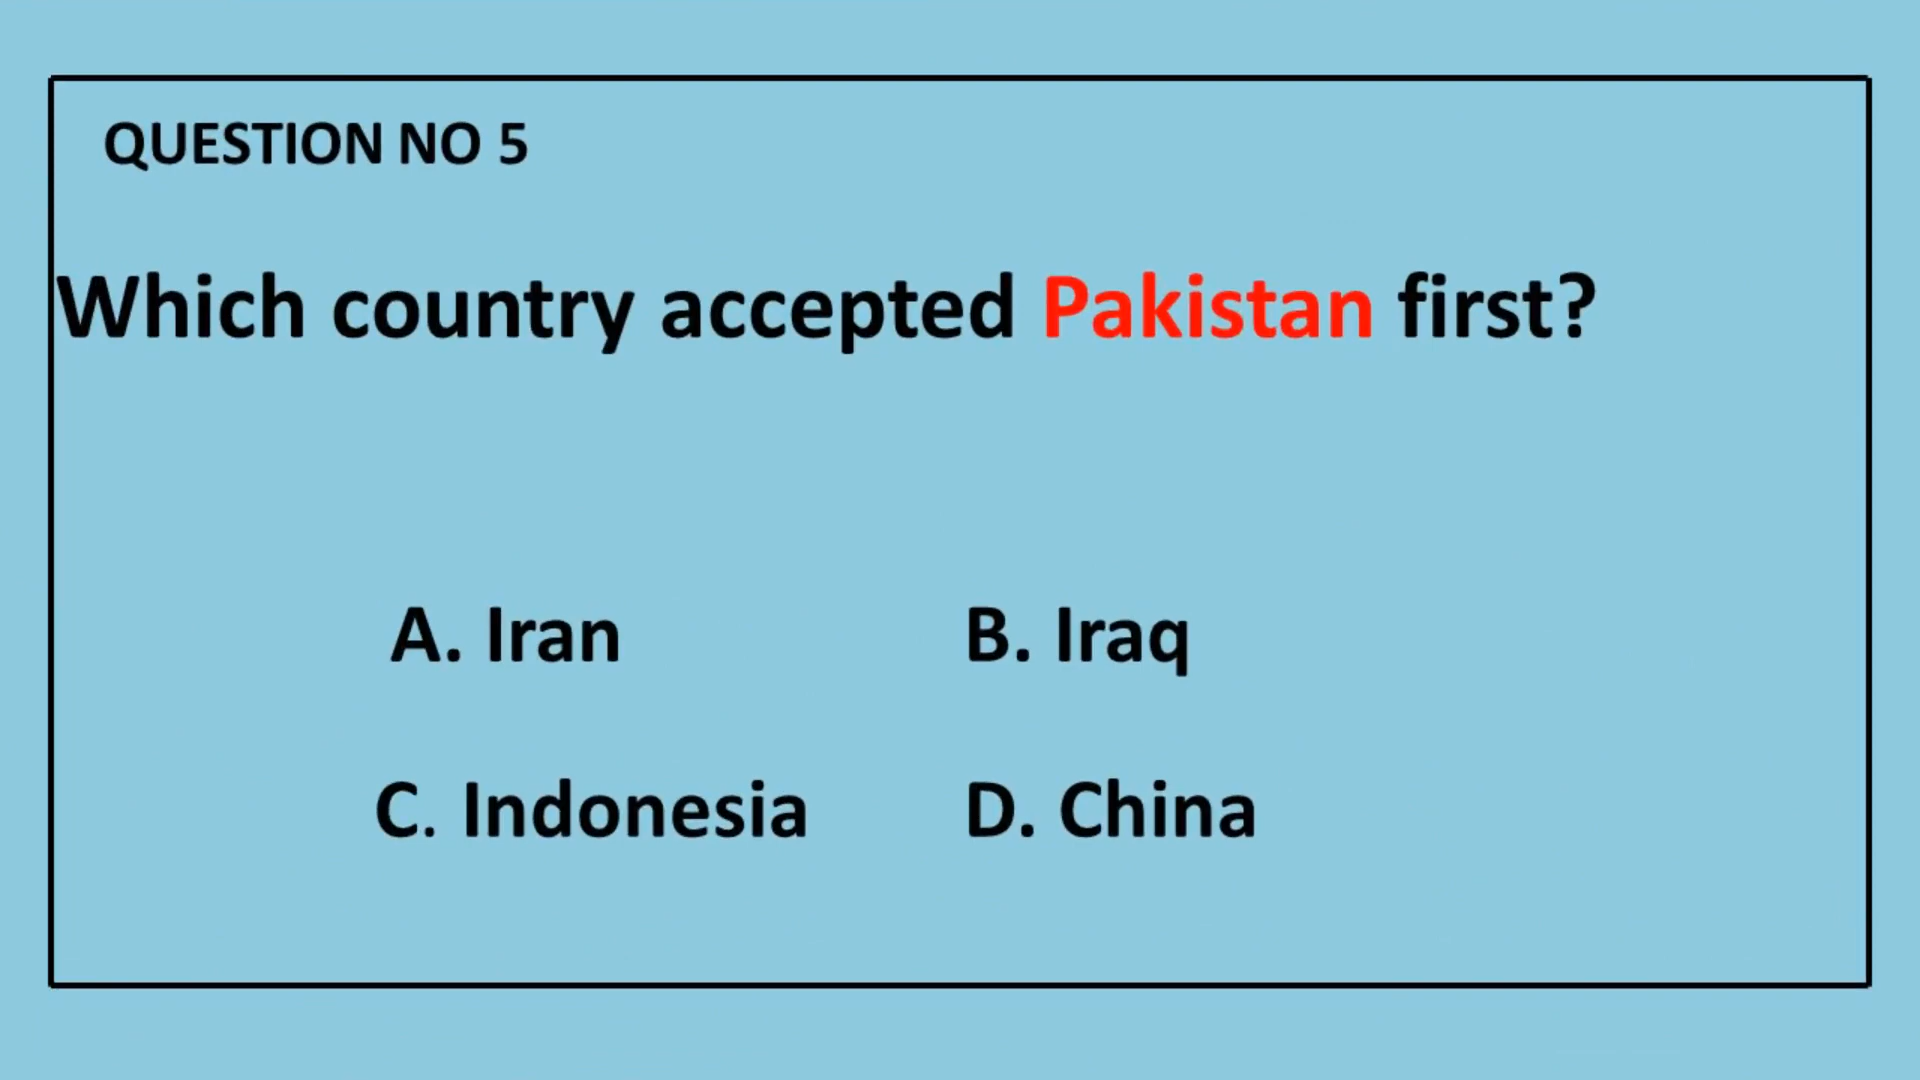 QUESTION NO 5
Which country accepted Pakistan first?
A. Iran
B. Iraq
C. Indonesia
D. China